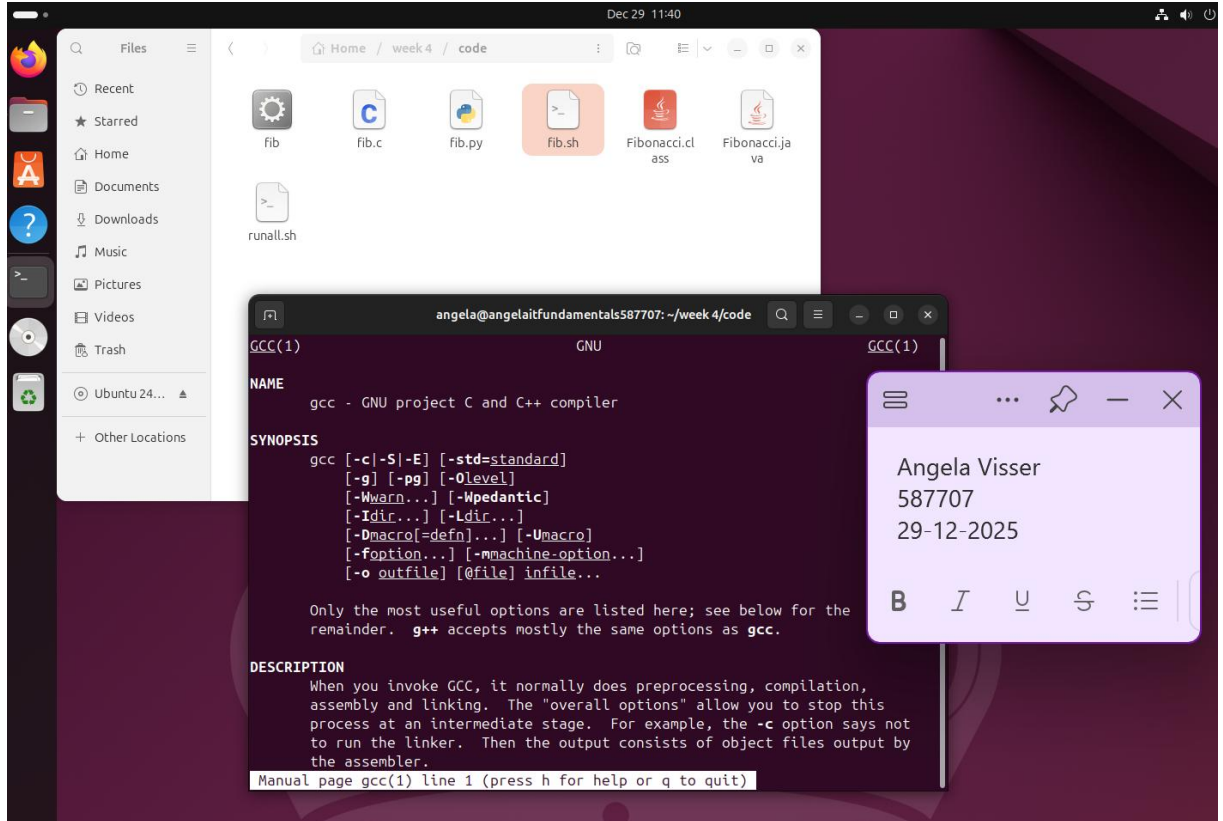 Dec 29 11:40
Files
Home / week 4 / code
Recent
Starred
Home
Documents
Downloads
Music
Pictures
Videos
Trash
Ubuntu 24...
+ Other Locations
fib
fib.c
fib.py
fib.sh
Fibonacci.cl
ass
Fibonacci.ja
va
runall.sh
angela@angelaitfundamentals587707: ~/week 4/code
GCC(1) GNU GCC(1)
NAME
gcc - GNU project C and C++ compiler
SYNOPSIS
gcc [-c|-S|-E] [-std=standard]
[-g] [-pg] [-Olevel]
[-Wwarn...] [-Wpedantic]
[-Idir...] [-Ldir...]
[-Dmacro[=defn]...] [-Umacro]
[-foption...] [-mmachine-option...]
[-o outfile] [@file] infile...
Only the most useful options are listed here; see below for the
remainder. g++ accepts mostly the same options as gcc.
DESCRIPTION
When you invoke GCC, it normally does preprocessing, compilation,
assembly and linking. The "overall options" allow you to stop this
process at an intermediate stage. For example, the -c option says not
to run the linker. Then the output consists of object files output by
the assembler.
Manual page gcc(1) line 1 (press h for help or q to quit)
Angela Visser
587707
29-12-2025
B I U S